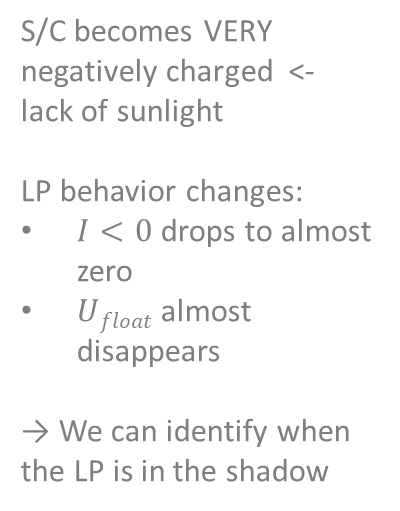 S/C becomes VERY
negatively charged <-
lack of sunlight
LP behavior changes:
• I < 0 drops to almost
zero
• U_float almost
disappears
→ We can identify when
the LP is in the shadow